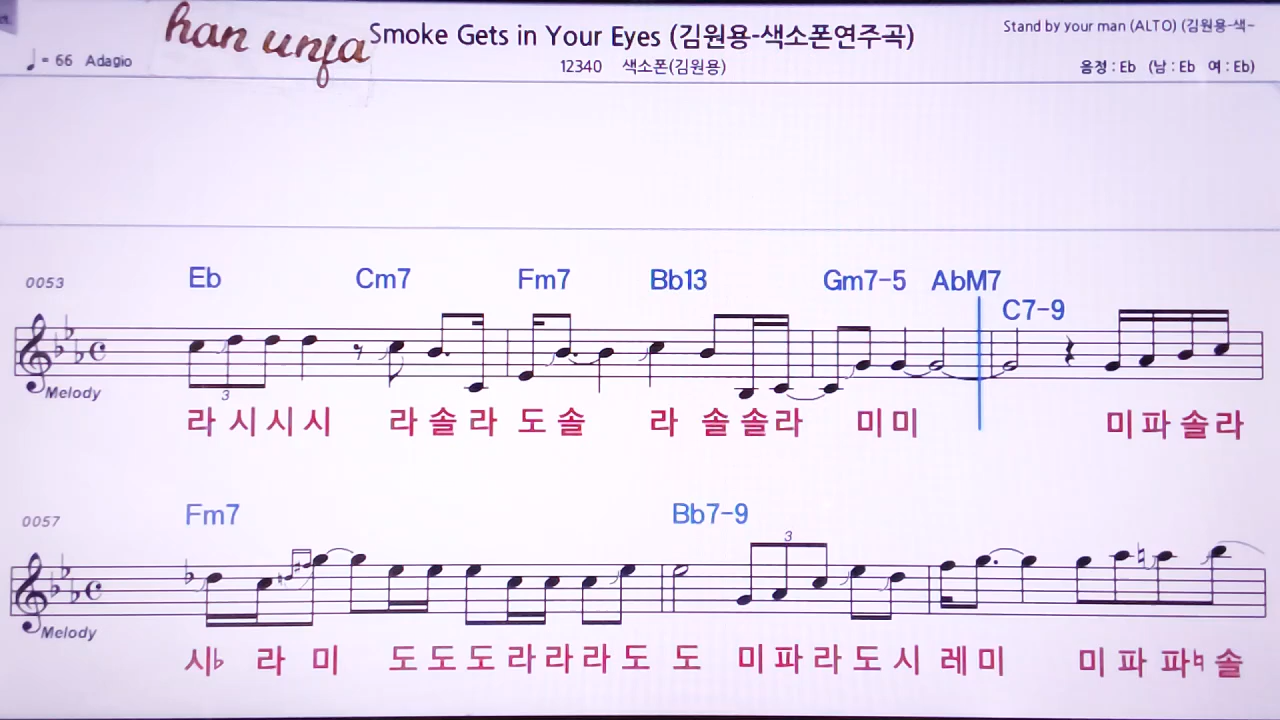 han unja
Smoke Gets in Your Eyes (김원용-색소폰연주곡)
Stand by your man (ALTO) (김원용-색-
♩= 66 Adagio
12340 색소폰(김원용)
음정 : Eb (남 : Eb 여 : Eb)
0053
Eb Cm7 Fm7 Bb13 Gm7-5 AbM7
C7-9
3
Melody
라 시 시 시 라 솔 라 도 솔 라 솔 솔 라 미 미 미 파 솔 라
0057
Fm7 Bb7-9
3
Melody
시♭ 라 미 도 도 도 라 라 라 도 도 미 파 라 도 시 레 미 미 파 파♮ 솔